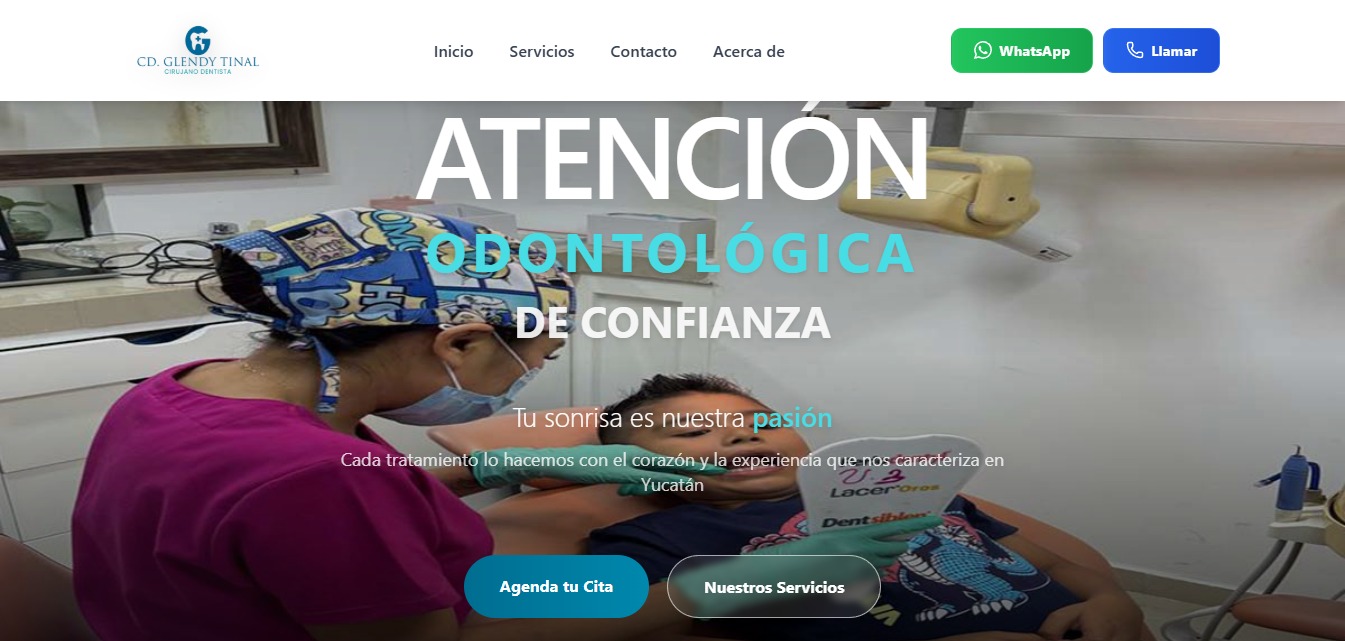 CD. GLENDY TINAL
CIRUJANO DENTISTA
Inicio
Servicios
Contacto
Acerca de
WhatsApp
Llamar
ATENCIÓN
ODONTOLÓGICA
DE CONFIANZA
Tu sonrisa es nuestra pasión
Cada tratamiento lo hacemos con el corazón y la experiencia que nos caracteriza en
Yucatán
Lacer Oros
Agenda tu Cita
Nuestros Servicios